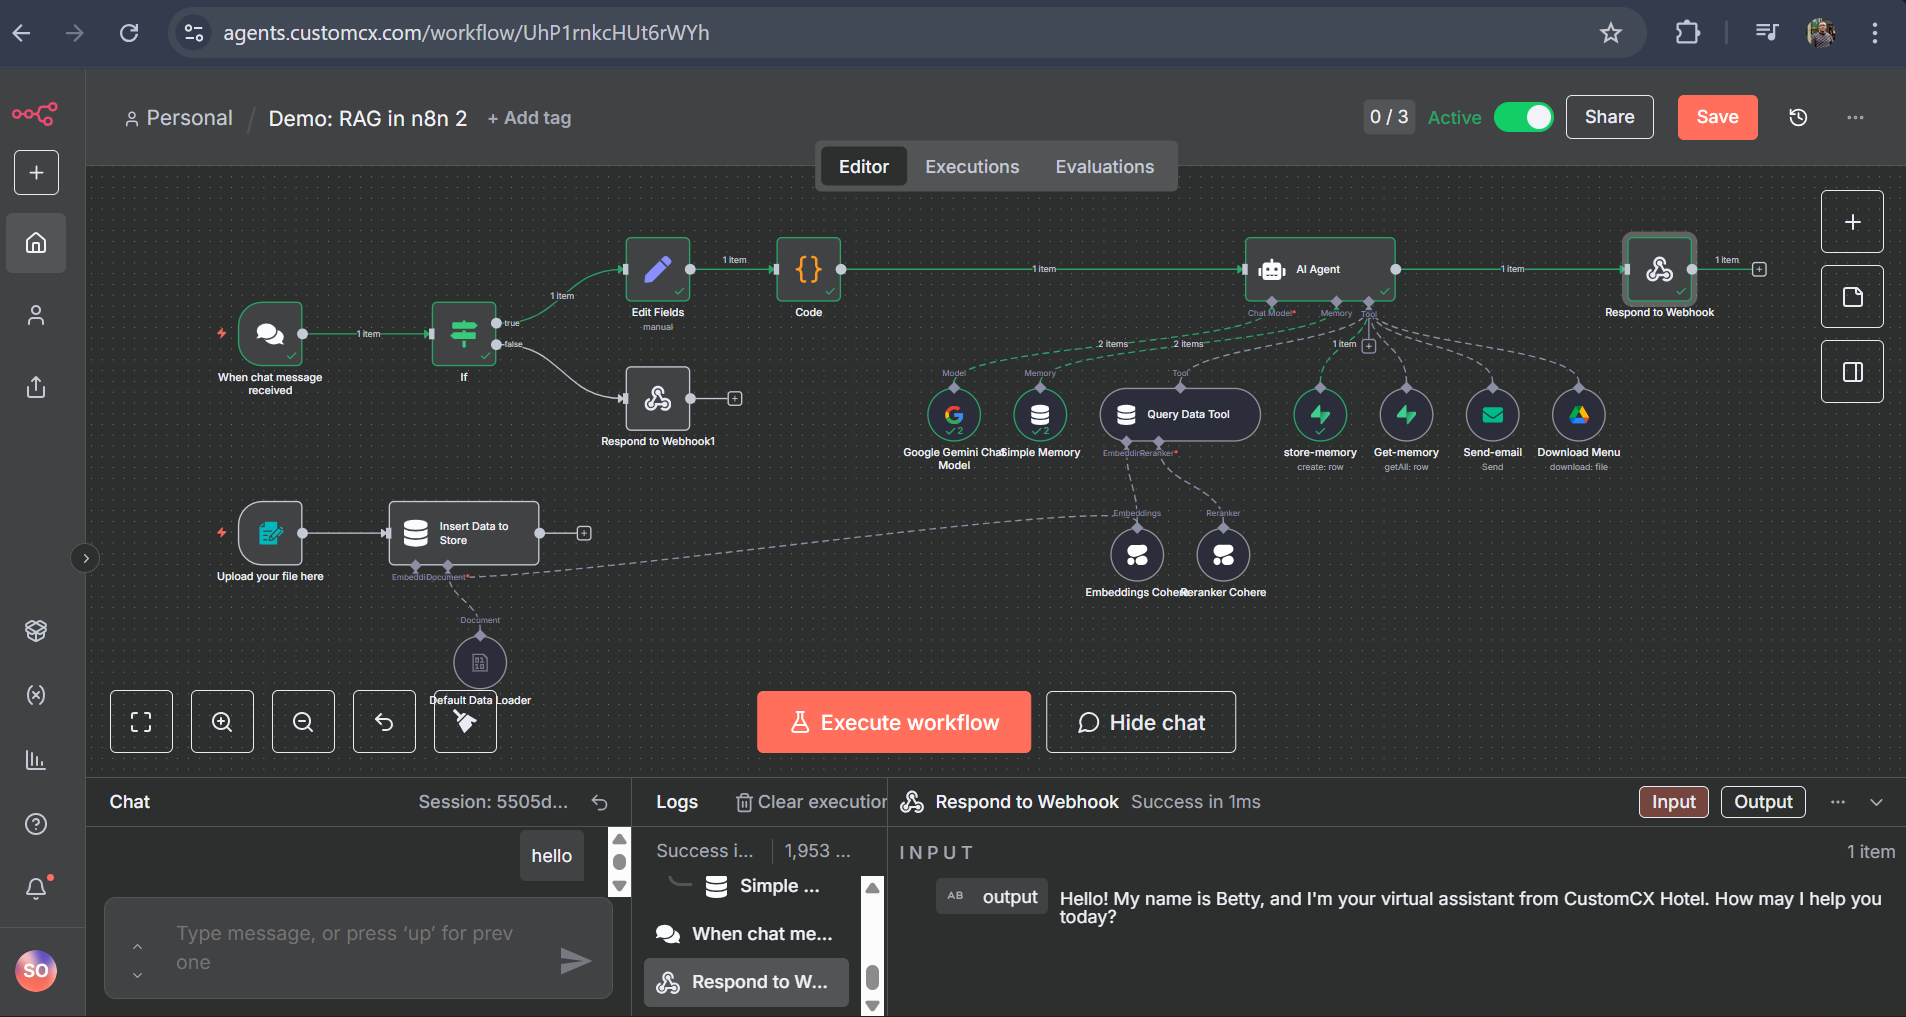 agents.customcx.com/workflow/UhP1rnkcHUt6rWYh
Personal / Demo: RAG in n8n 2 + Add tag
0 / 3 Active Share Save
Editor Executions Evaluations
1 item
1 item
1 item
1 item
AI Agent
1 item
1 item
Edit Fields
manual
Code
Chat Model*
Memory
Tool
Respond to Webhook
1 item
true
false
When chat message
received
If
2 items
2 items
1 item
Model
Memory
Tool
2
2
Query Data Tool
Respond to Webhook1
Google Gemini Chat
Model
Simple Memory
Embeddin
Reranker*
store-memory
create: row
Get-memory
getAll: row
Send-email
Send
Download Menu
download: file
Insert Data to
Store
Embeddings
Reranker
Upload your file here
Embeddi
Document*
Embeddings Cohere
Reranker Cohere
Document
Default Data Loader
Execute workflow
Hide chat
Chat
Session: 5505d...
Logs
Clear execution
Respond to Webhook Success in 1ms
Input
Output
hello
Success i... 1,953 ...
Simple ...
When chat me...
Respond to W...
INPUT
1 item
AB output
Hello! My name is Betty, and I'm your virtual assistant from CustomCX Hotel. How may I help you
today?
Type message, or press ‘up’ for prev
one
SO